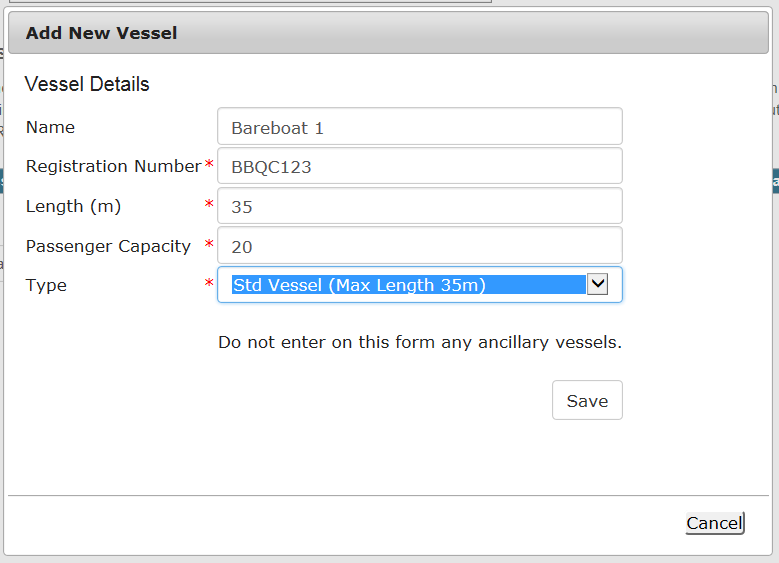 Add New Vessel
Vessel Details
Name Bareboat 1
Registration Number* BBQC123
Length (m) * 35
Passenger Capacity * 20
Type * Std Vessel (Max Length 35m)
Do not enter on this form any ancillary vessels.
Save
Cancel